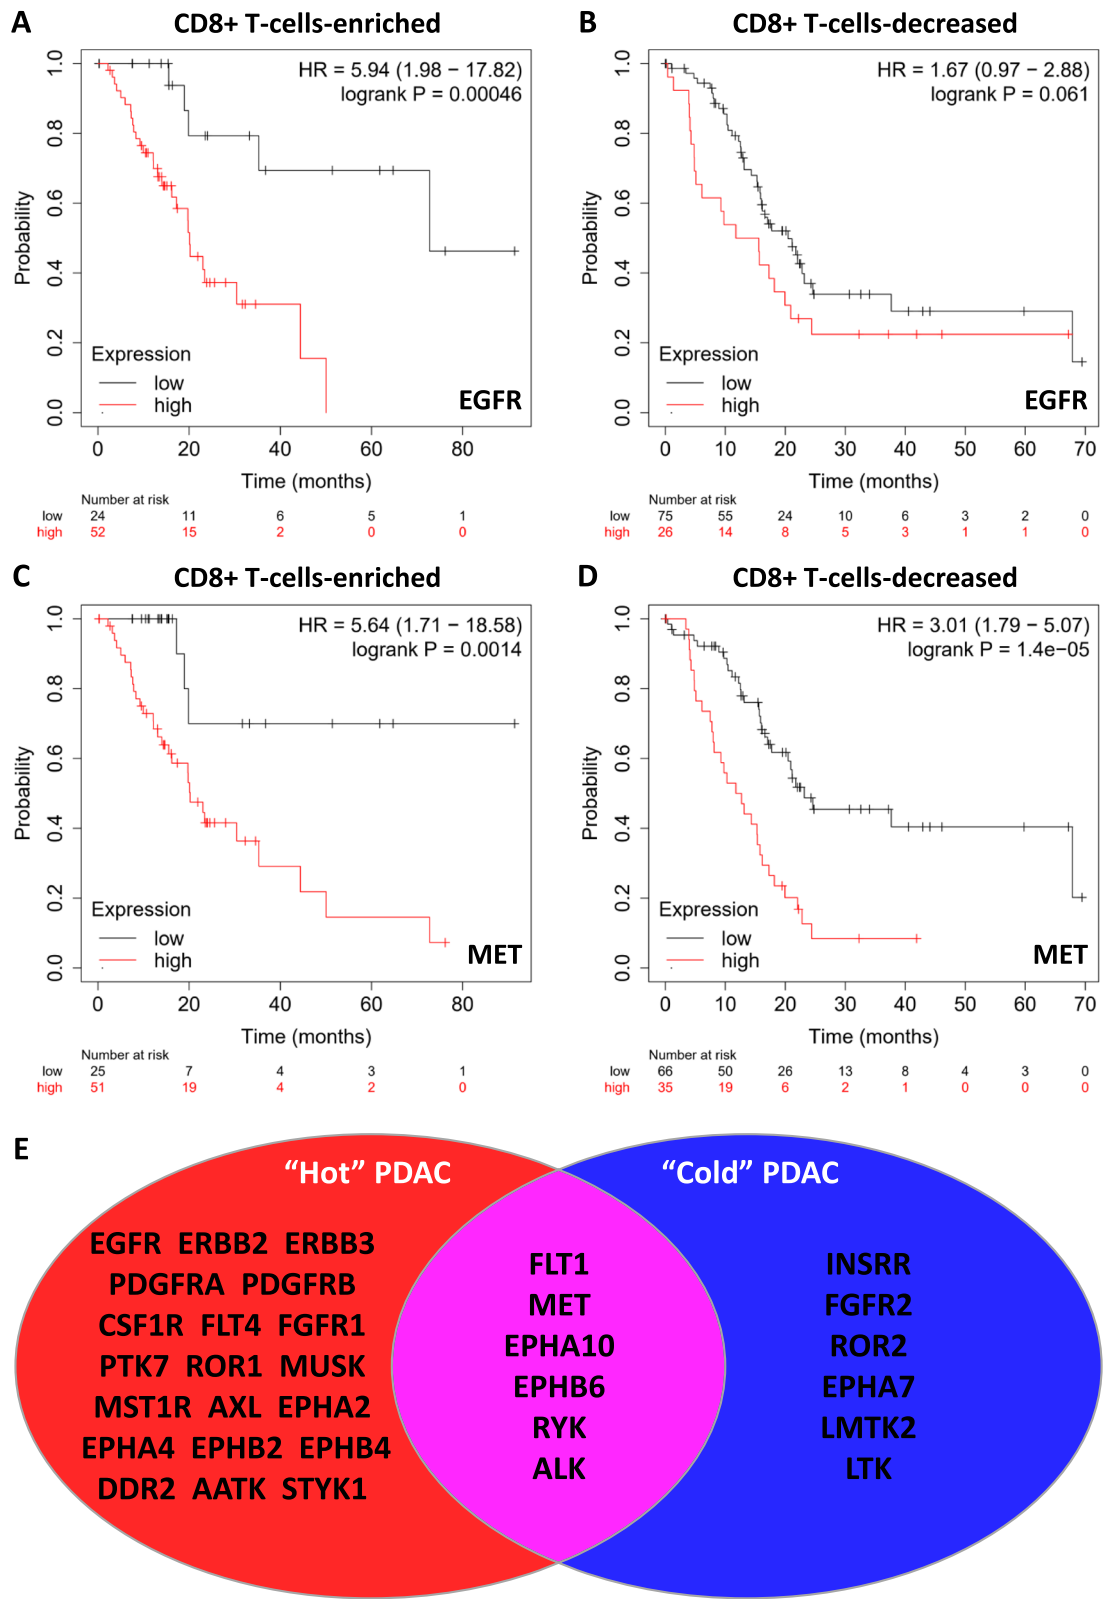 A
CD8+ T-cells-enriched
HR = 5.94 (1.98 − 17.82)
logrank P = 0.00046
Probability
1.0
0.8
0.6
0.4
0.2
0.0
Expression
low
high
EGFR
0 20 40 60 80
Time (months)
Number at risk
low 24 11 6 5 1
high 52 15 2 0 0
B
CD8+ T-cells-decreased
HR = 1.67 (0.97 − 2.88)
logrank P = 0.061
Probability
1.0
0.8
0.6
0.4
0.2
0.0
Expression
low
high
EGFR
0 10 20 30 40 50 60 70
Time (months)
Number at risk
low 75 55 24 10 6 3 2 0
high 26 14 8 5 3 1 1 0
C
CD8+ T-cells-enriched
HR = 5.64 (1.71 − 18.58)
logrank P = 0.0014
Probability
1.0
0.8
0.6
0.4
0.2
0.0
Expression
low
high
MET
0 20 40 60 80
Time (months)
Number at risk
low 25 7 4 3 1
high 51 19 4 2 0
D
CD8+ T-cells-decreased
HR = 3.01 (1.79 − 5.07)
logrank P = 1.4e−05
Probability
1.0
0.8
0.6
0.4
0.2
0.0
Expression
low
high
MET
0 10 20 30 40 50 60 70
Time (months)
Number at risk
low 66 50 26 13 8 4 3 0
high 35 19 6 2 1 0 0 0
E
“Hot” PDAC
EGFR ERBB2 ERBB3
PDGFRA PDGFRB
CSF1R FLT4 FGFR1
PTK7 ROR1 MUSK
MST1R AXL EPHA2
EPHA4 EPHB2 EPHB4
DDR2 AATK STYK1
FLT1
MET
EPHA10
EPHB6
RYK
ALK
“Cold” PDAC
INSRR
FGFR2
ROR2
EPHA7
LMTK2
LTK